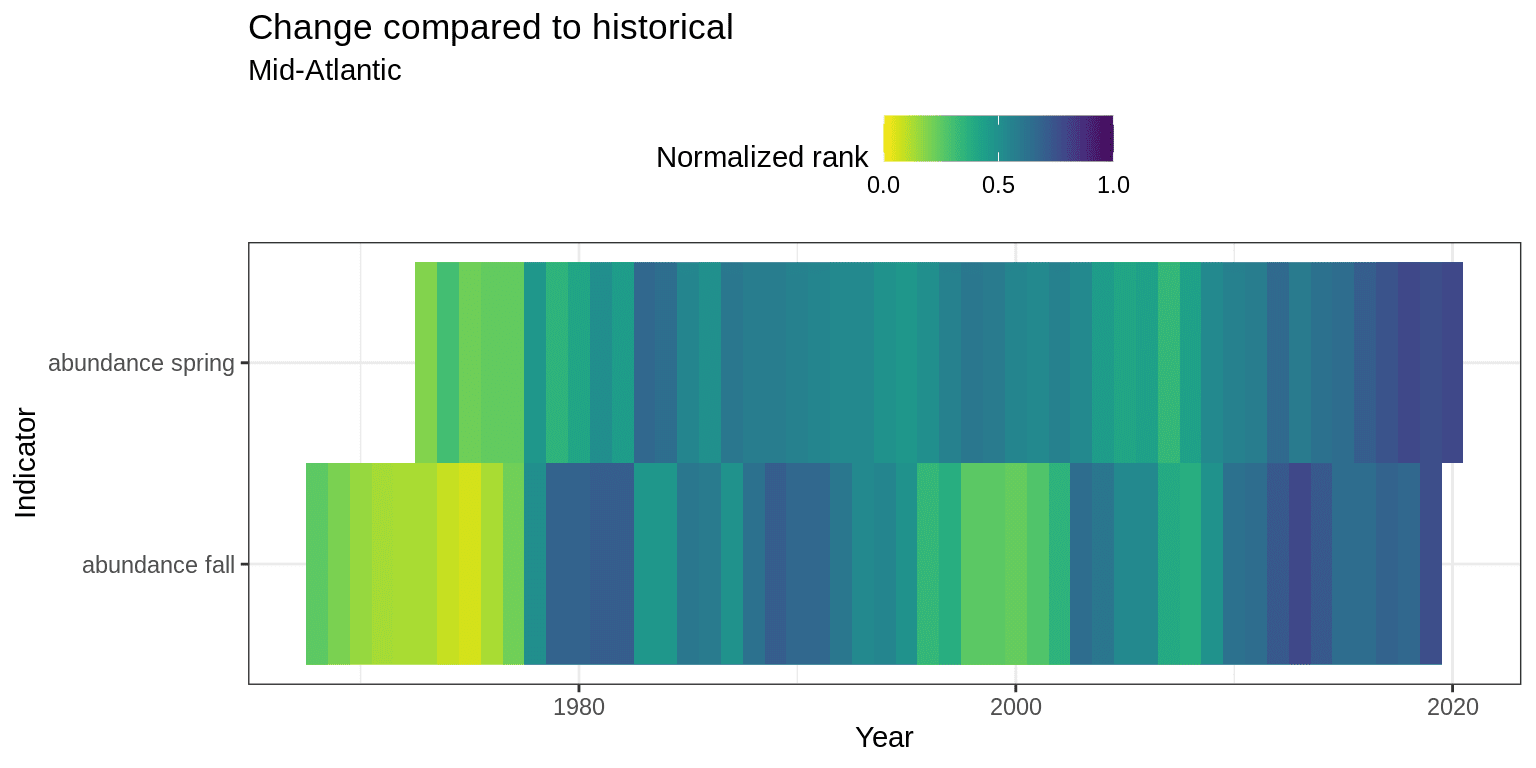 Change compared to historical
Mid-Atlantic
Normalized rank
0.0 0.5 1.0
abundance spring
abundance fall
Indicator
1980 2000 2020
Year